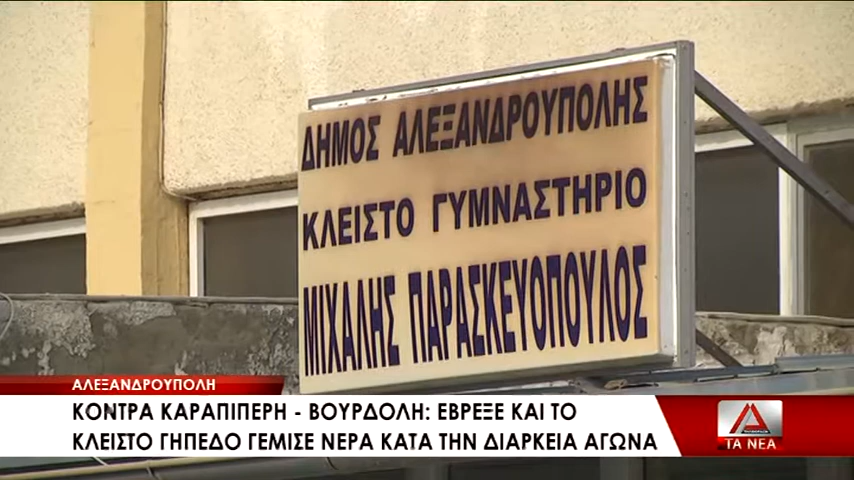 ΔΗΜΟΣ ΑΛΕΞΑΝΔΡΟΥΠΟΛΗΣ
ΚΛΕΙΣΤΟ ΓΥΜΝΑΣΤΗΡΙΟ
ΜΙΧΑΛΗΣ ΠΑΡΑΣΚΕΥΟΠΟΥΛΟΣ
ΑΛΕΞΑΝΔΡΟΥΠΟΛΗ
ΚΟΝΤΡΑ ΚΑΡΑΠΙΠΕΡΗ - ΒΟΥΡΔΟΛΗ: ΕΒΡΕΞΕ ΚΑΙ ΤΟ
ΚΛΕΙΣΤΟ ΓΗΠΕΔΟ ΓΕΜΙΣΕ ΝΕΡΑ ΚΑΤΑ ΤΗΝ ΔΙΑΡΚΕΙΑ ΑΓΩΝΑ
ΤΑ ΝΕΑ